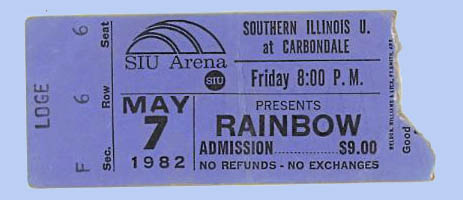 LOGE
F 6 6
Sec. Row Seat
SIU Arena
SIU
MAY
7
1982
SOUTHERN ILLINOIS U.
at CARBONDALE
Friday 8:00 P.M.
PRESENTS
RAINBOW
ADMISSION..........$9.00
NO REFUNDS - NO EXCHANGES
Good